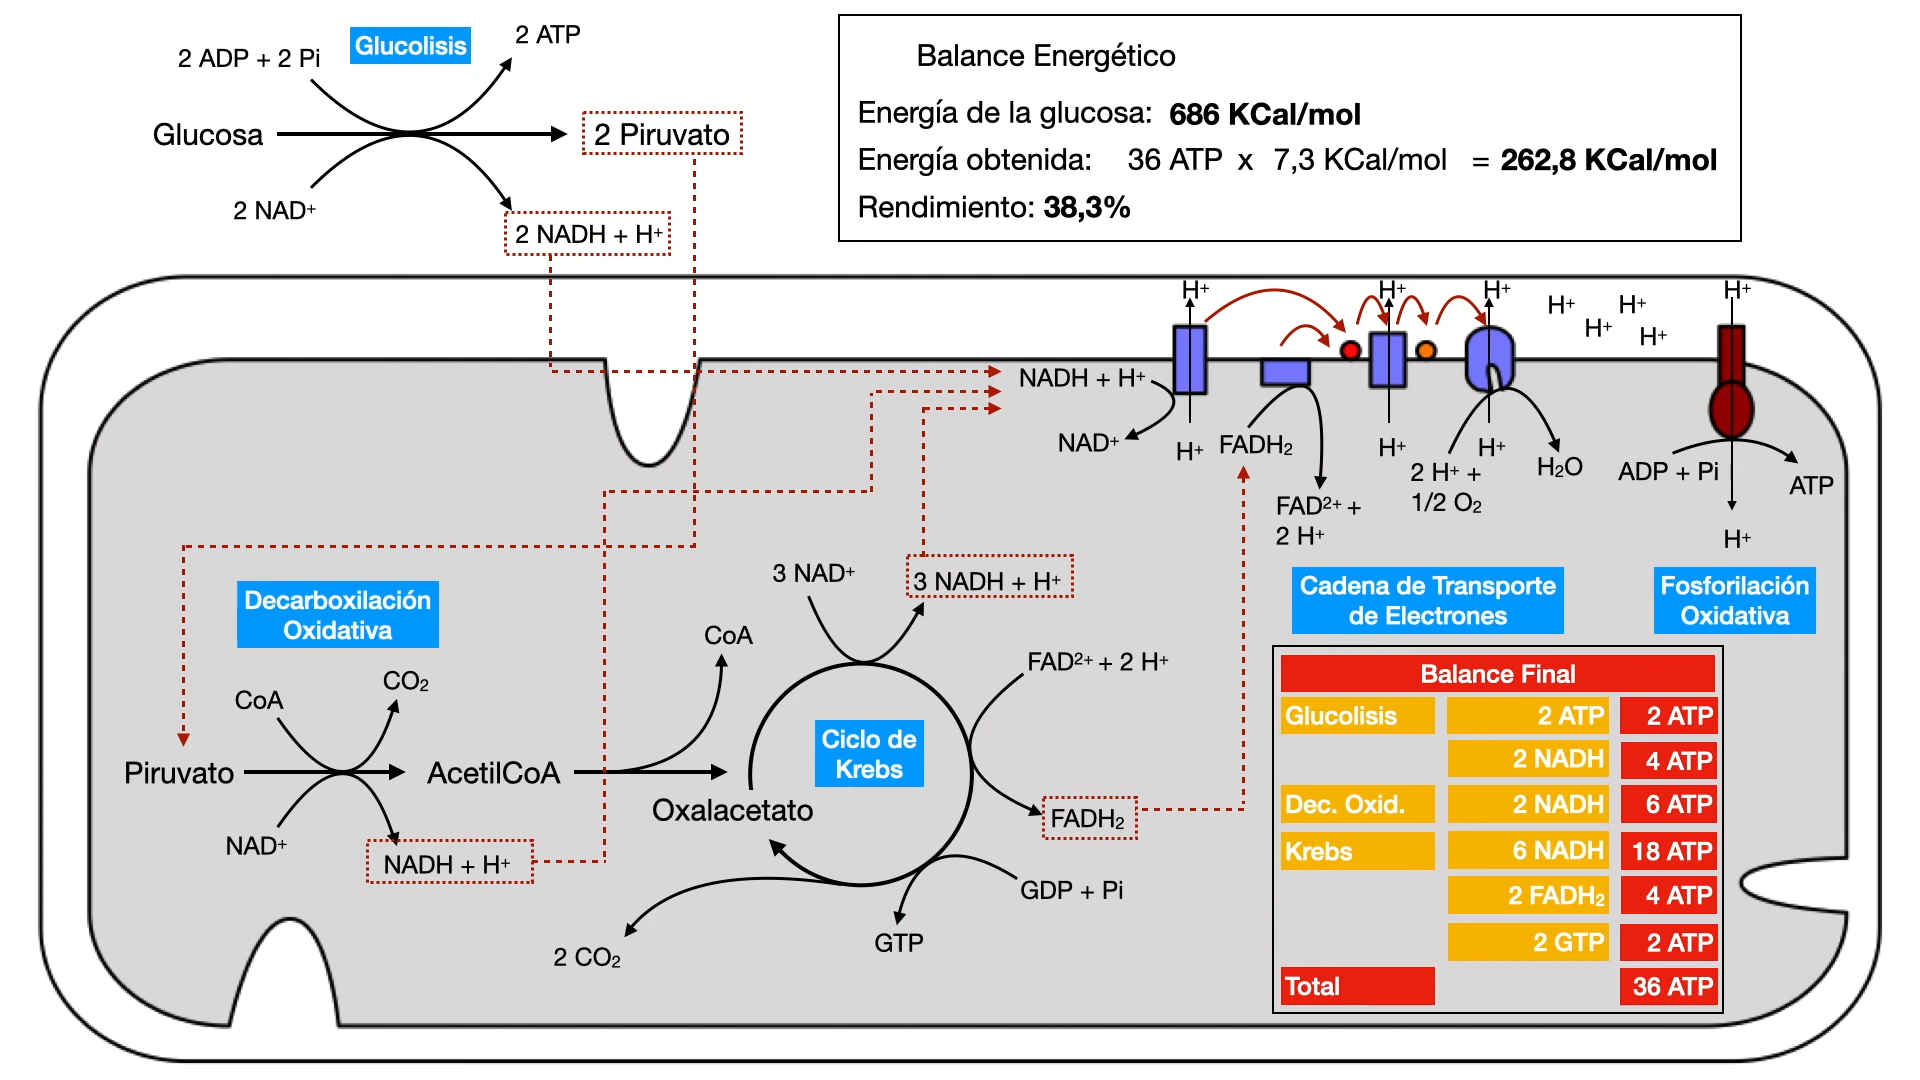 2 ADP + 2 Pi
Glucolisis
2 ATP
Glucosa
2 Piruvato
2 NAD⁺
2 NADH + H⁺
Balance Energético
Energía de la glucosa: 686 KCal/mol
Energía obtenida: 36 ATP x 7,3 KCal/mol = 262,8 KCal/mol
Rendimiento: 38,3%
H⁺
H⁺
H⁺
H⁺
H⁺
H⁺
H⁺
H⁺
NADH + H⁺
NAD⁺
H⁺
FADH₂
FAD²⁺ +
2 H⁺
H⁺
2 H⁺ +
1/2 O₂
H⁺
H₂O
ADP + Pi
ATP
H⁺
Cadena de Transporte
de Electrones
Fosforilación
Oxidativa
Decarboxilación
Oxidativa
CoA
CO₂
Piruvato
AcetilCoA
NAD⁺
NADH + H⁺
CoA
3 NAD⁺
3 NADH + H⁺
FAD²⁺ + 2 H⁺
Ciclo de
Krebs
Oxalacetato
FADH₂
GDP + Pi
GTP
2 CO₂
Balance Final
Glucolisis 2 ATP 2 ATP
2 NADH 4 ATP
Dec. Oxid. 2 NADH 6 ATP
Krebs 6 NADH 18 ATP
2 FADH₂ 4 ATP
2 GTP 2 ATP
Total 36 ATP